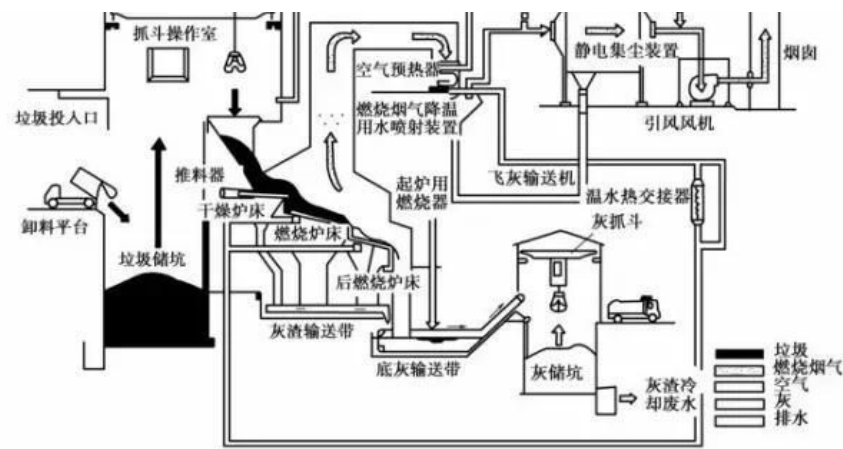 抓斗操作室
静电集尘装置
烟囱
空气预热器
垃圾投入口
燃烧烟气降温
用水喷射装置
引风风机
推料器
起炉用
燃烧器
飞灰输送机
温水热交接器
干燥炉床
灰抓斗
卸料平台
燃烧炉床
垃圾储坑
后燃烧炉床
灰渣输送带
底灰输送带
灰储坑
灰渣冷
却废水
垃圾
燃烧烟气
空气
灰
排水